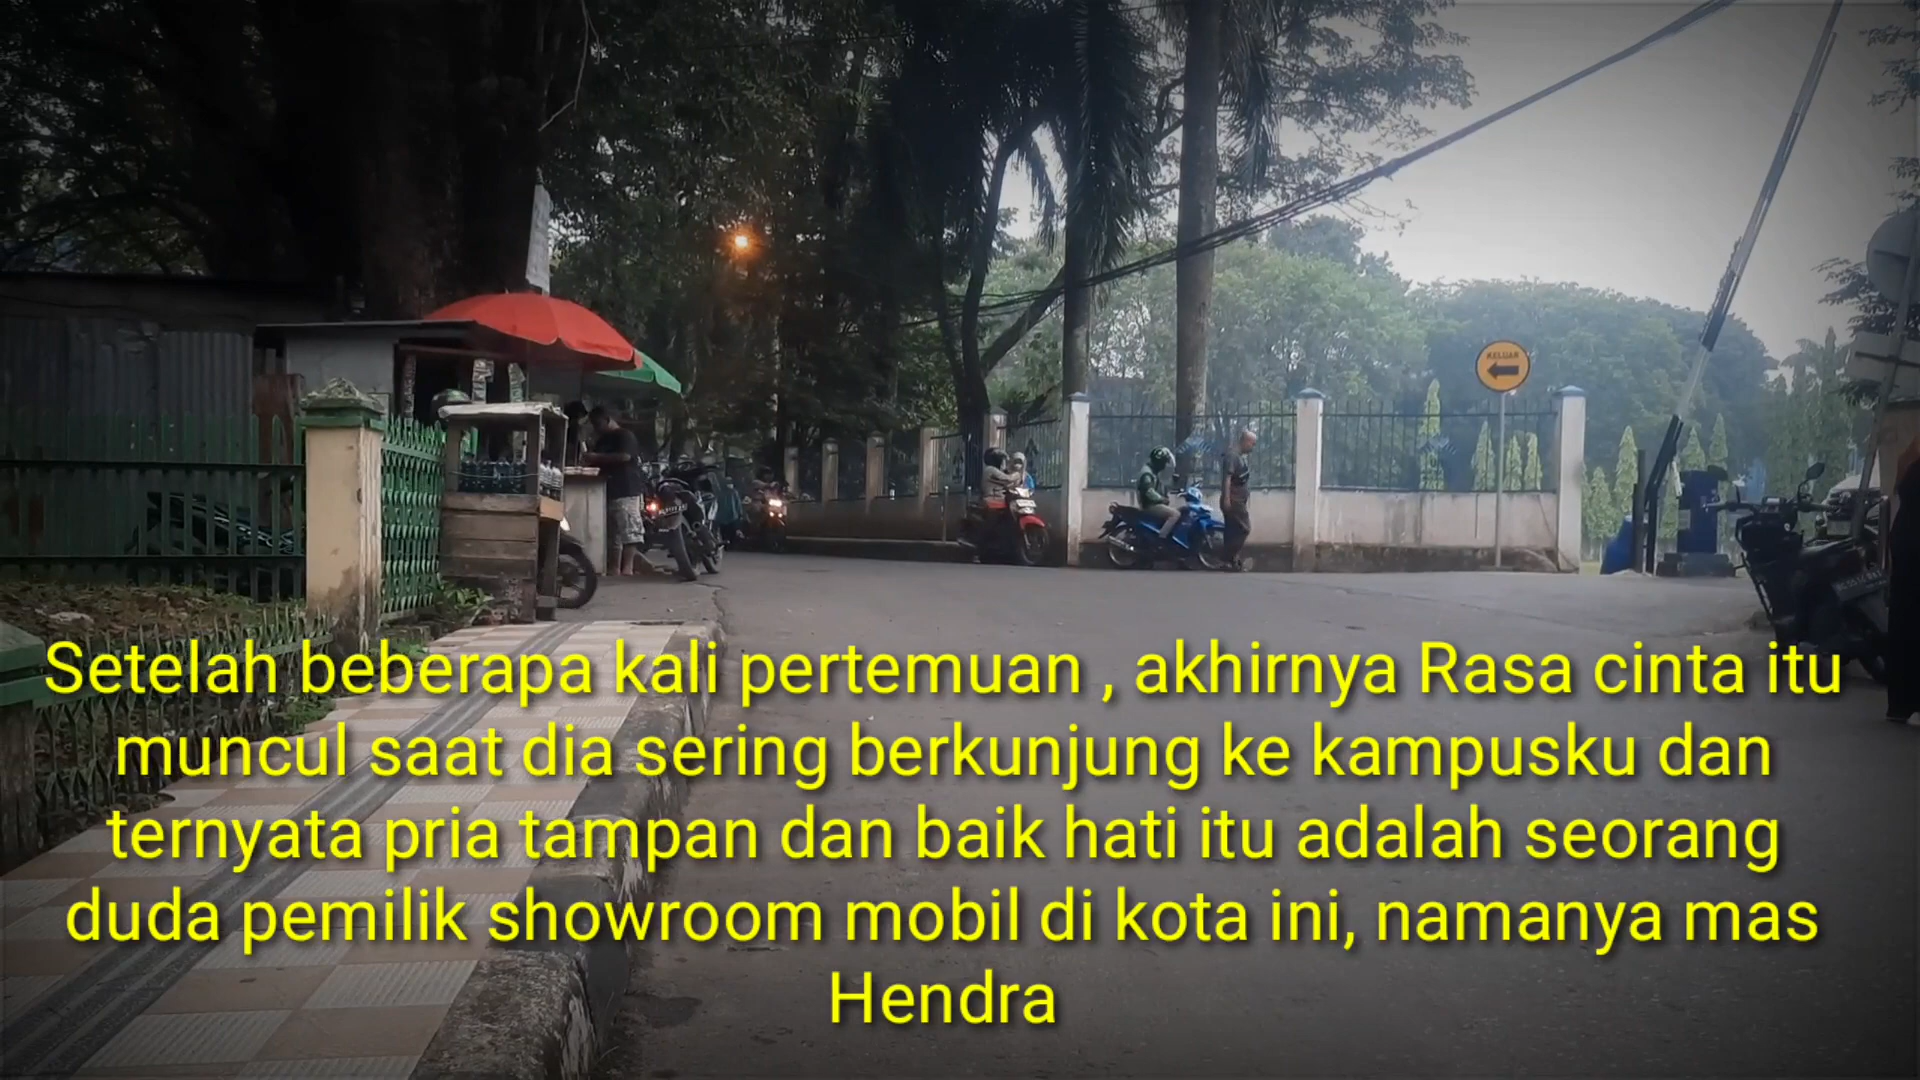 KELUAR
Setelah beberapa kali pertemuan , akhirnya Rasa cinta itu
muncul saat dia sering berkunjung ke kampusku dan
ternyata pria tampan dan baik hati itu adalah seorang
duda pemilik showroom mobil di kota ini, namanya mas
Hendra